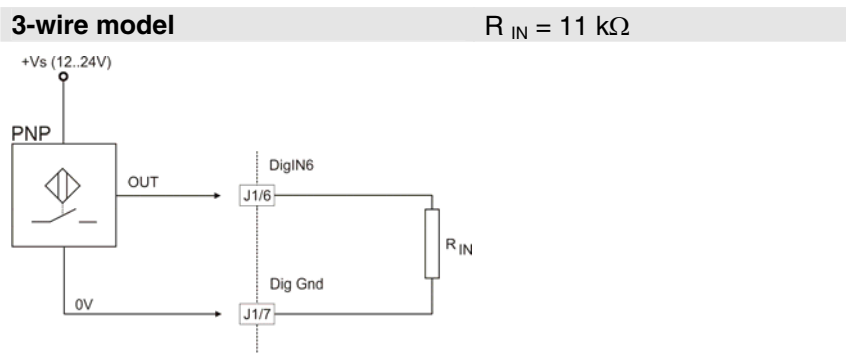 3-wire model R IN = 11 kΩ
+Vs (12..24V)
PNP
DigIN6
OUT
J1/6
R IN
Dig Gnd
0V
J1/7